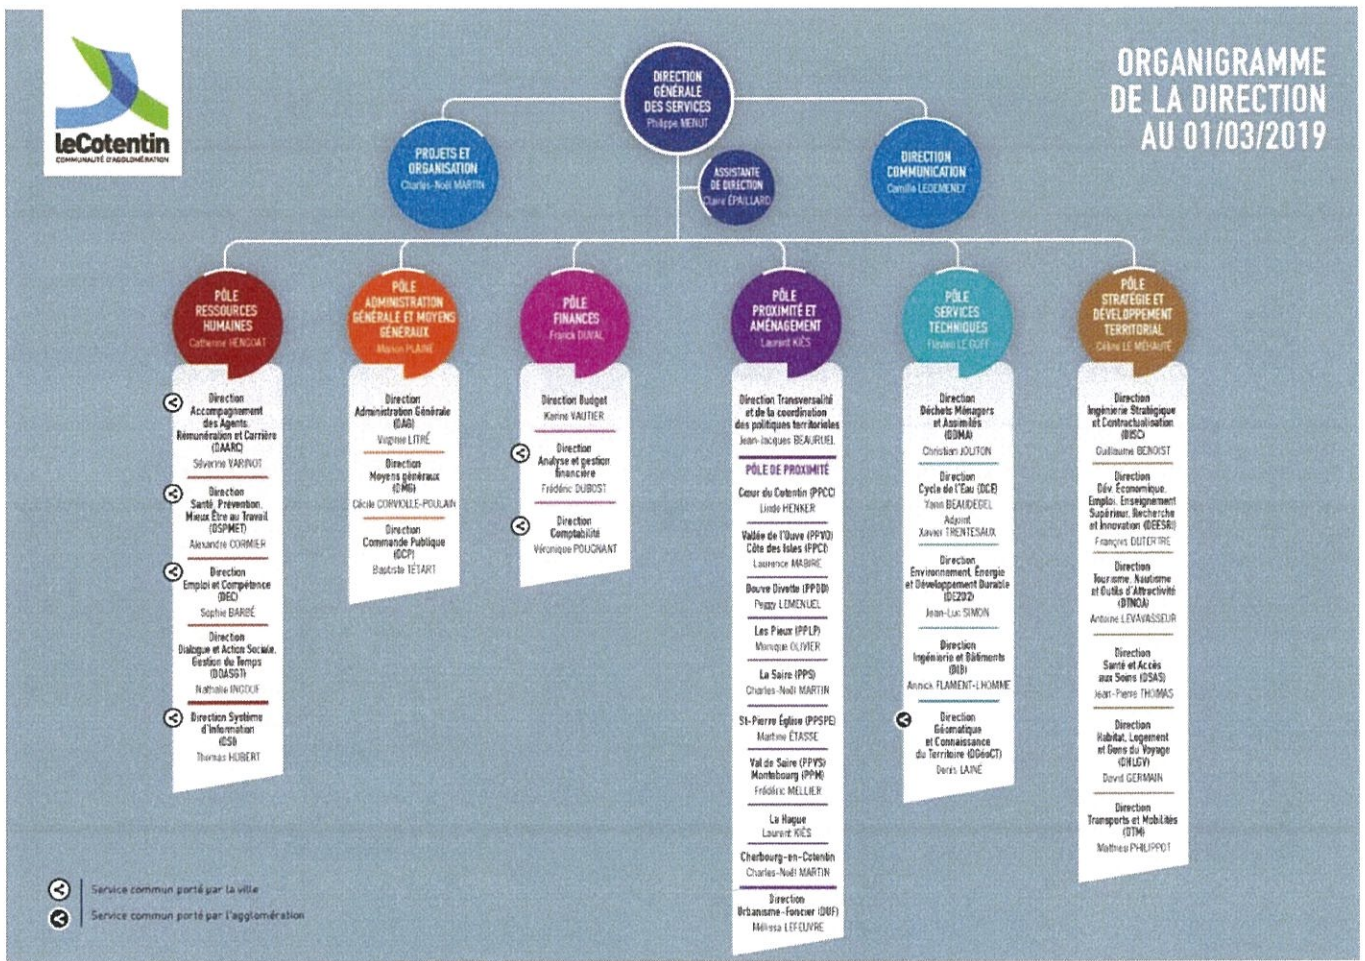 leCotentin
COMMUNAUTÉ D'AGGLOMÉRATION
ORGANIGRAMME
DE LA DIRECTION
AU 01/03/2019
DIRECTION
GÉNÉRALE
DES SERVICES
Philippe MENUT
PROJETS ET
ORGANISATION
Charles-Noël MARTIN
ASSISTANTE
DE DIRECTION
Claire ÉPAILLARD
DIRECTION
COMMUNICATION
Camille LEDEMENEY
PÔLE
RESSOURCES
HUMAINES
Catherine HENGOAT
Direction
Accompagnement
des Agents,
Rémunération et Carrière
(DAARC)
Séverine VARINOT
Direction
Santé, Prévention,
Mieux Être au Travail
(DSPMET)
Alexandre CORMIER
Direction
Emploi et Compétence
(DEC)
Sophie BARBÉ
Direction
Dialogue et Action Sociale,
Gestion du Temps
(DDASGT)
Nathalie INGOUF
Direction Système
d'Information
(DSI)
Thomas HUBERT
PÔLE
ADMINISTRATION
GÉNÉRALE ET MOYENS
GÉNÉRAUX
Marion PLAINE
Direction
Administration Générale
(DAG)
Virginie LITRÉ
Direction
Moyens généraux
(DMG)
Cécile CORVIOLLE-POULAIN
Direction
Commande Publique
(DCP)
Baptiste TÉTART
PÔLE
FINANCES
Franck DUVAL
Direction Budget
Karine VAUTIER
Direction
Analyse et gestion
financière
Frédéric DUBOST
Direction
Comptabilité
Véronique POUGNANT
PÔLE
PROXIMITÉ ET
AMÉNAGEMENT
Laurent KIÈS
Direction Transversalité
et de la coordination
des politiques territoriales
Jean-Jacques BEAURUEL
PÔLE DE PROXIMITÉ
Cœur du Cotentin (PPCC)
Linda HENKER
Vallée de l'Ouve (PPVO)
Côte des Isles (PPCI)
Laurence MABIRE
Douve Divette (PPDD)
Peggy LEMENUEL
Les Pieux (PPLP)
Monique OLIVIER
La Saire (PPS)
Charles-Noël MARTIN
St-Pierre Église (PPSPE)
Martine ÉTASSE
Val de Saire (PPVS)
Montebourg (PPM)
Frédéric MELLIER
La Hague
Laurent KIÈS
Cherbourg-en-Cotentin
Charles-Noël MARTIN
Direction
Urbanisme-Foncier (DUF)
Mélissa LEFEUVRE
PÔLE
SERVICES
TECHNIQUES
Flavien LE GOFF
Direction
Déchets Ménagers
et Assimilés
(DDMA)
Christian JOLITON
Direction
Cycle de l'Eau (DCE)
Yann BEAUDEGEL
Adjoint
Xavier TRENTESAUX
Direction
Environnement, Énergie
et Développement Durable
(DE2D2)
Jean-Luc SIMON
Direction
Ingénierie et Bâtiments
(DIB)
Annick FLAMENT-LHOMME
Direction
Géomatique
et Connaissance
du Territoire (DGéoCT)
Denis LAINÉ
PÔLE
STRATÉGIE ET
DÉVELOPPEMENT
TERRITORIAL
Céline LE MÉHAUTÉ
Direction
Ingénierie Stratégique
et Contractualisation
(DISC)
Guillaume BENOIST
Direction
Dév. Économique,
Emploi, Enseignement
Supérieur, Recherche
et Innovation (DEESRI)
François DUTERTRE
Direction
Tourisme, Nautisme
et Outils d'Attractivité
(DTNOA)
Antoine LEVAVASSEUR
Direction
Santé et Accès
aux Soins (DSAS)
Jean-Pierre THOMAS
Direction
Habitat, Logement
et Gens du Voyage
(DHLGV)
David GERMAIN
Direction
Transports et Mobilités
(DTM)
Matthieu PHILIPPOT
Service commun porté par la ville
Service commun porté par l'agglomération